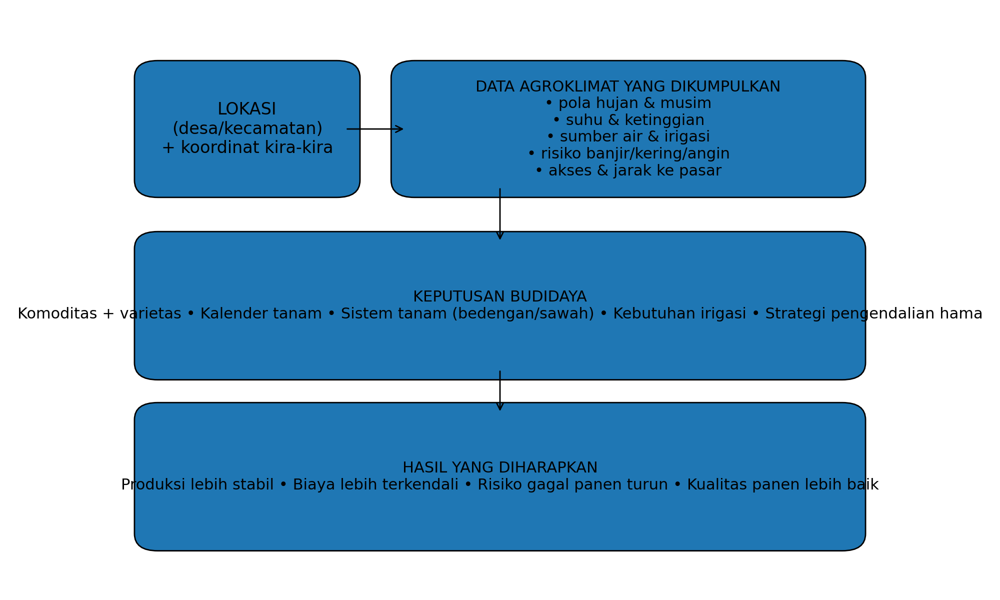 LOKASI
(desa/kecamatan)
+ koordinat kira-kira
DATA AGROKLIMAT YANG DIKUMPULKAN
• pola hujan & musim
• suhu & ketinggian
• sumber air & irigasi
• risiko banjir/kering/angin
• akses & jarak ke pasar
KEPUTUSAN BUDIDAYA
Komoditas + varietas • Kalender tanam • Sistem tanam (bedengan/sawah) • Kebutuhan irigasi • Strategi pengendalian hama
HASIL YANG DIHARAPKAN
Produksi lebih stabil • Biaya lebih terkendali • Risiko gagal panen turun • Kualitas panen lebih baik